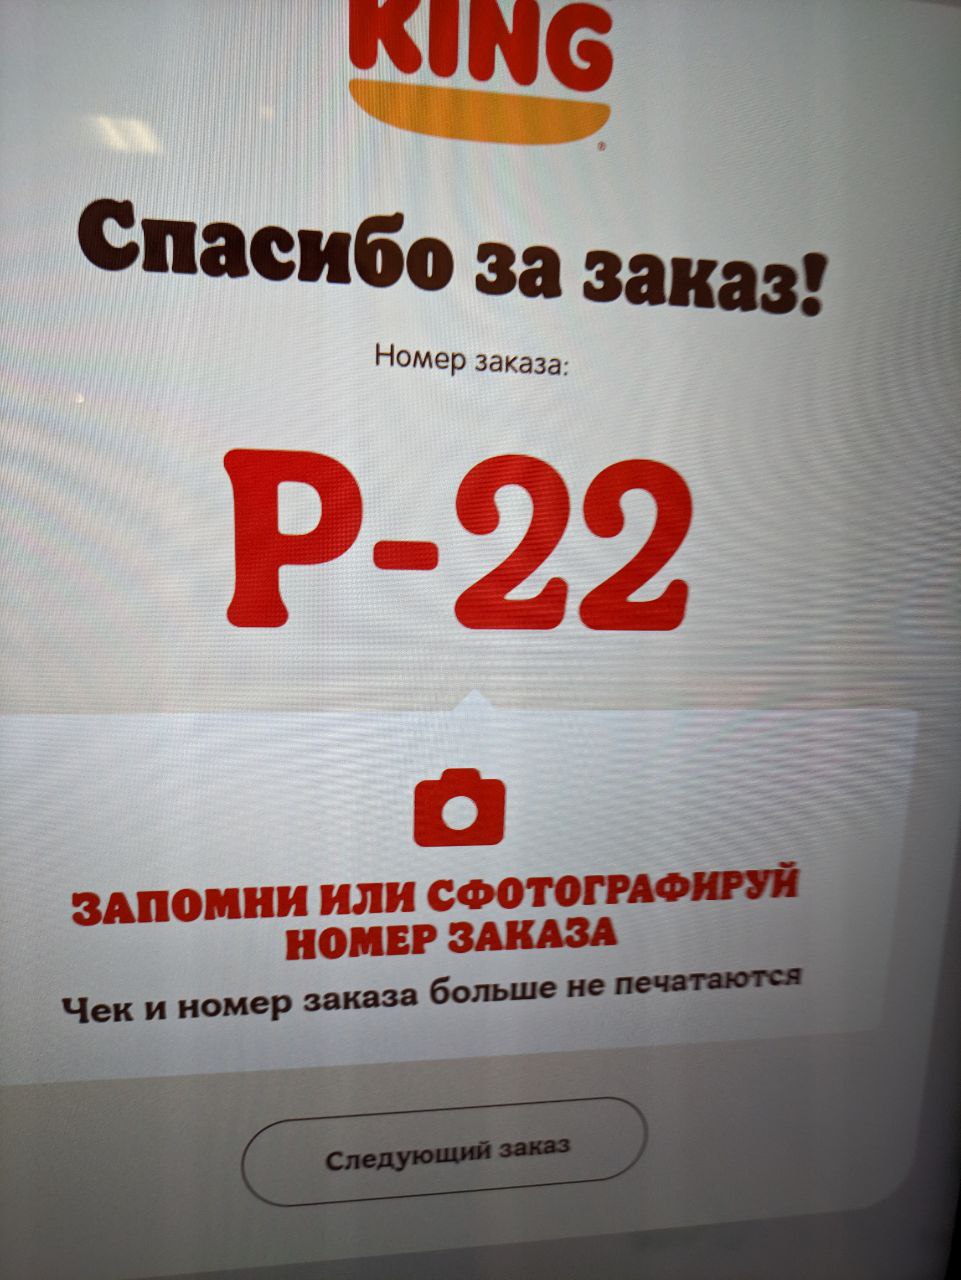 KING
Спасибо за заказ!
Номер заказа:
Р-22
ЗАПОМНИ ИЛИ СФОТОГРАФИРУЙ
НОМЕР ЗАКАЗА
Чек и номер заказа больше не печатаются
Следующий заказ